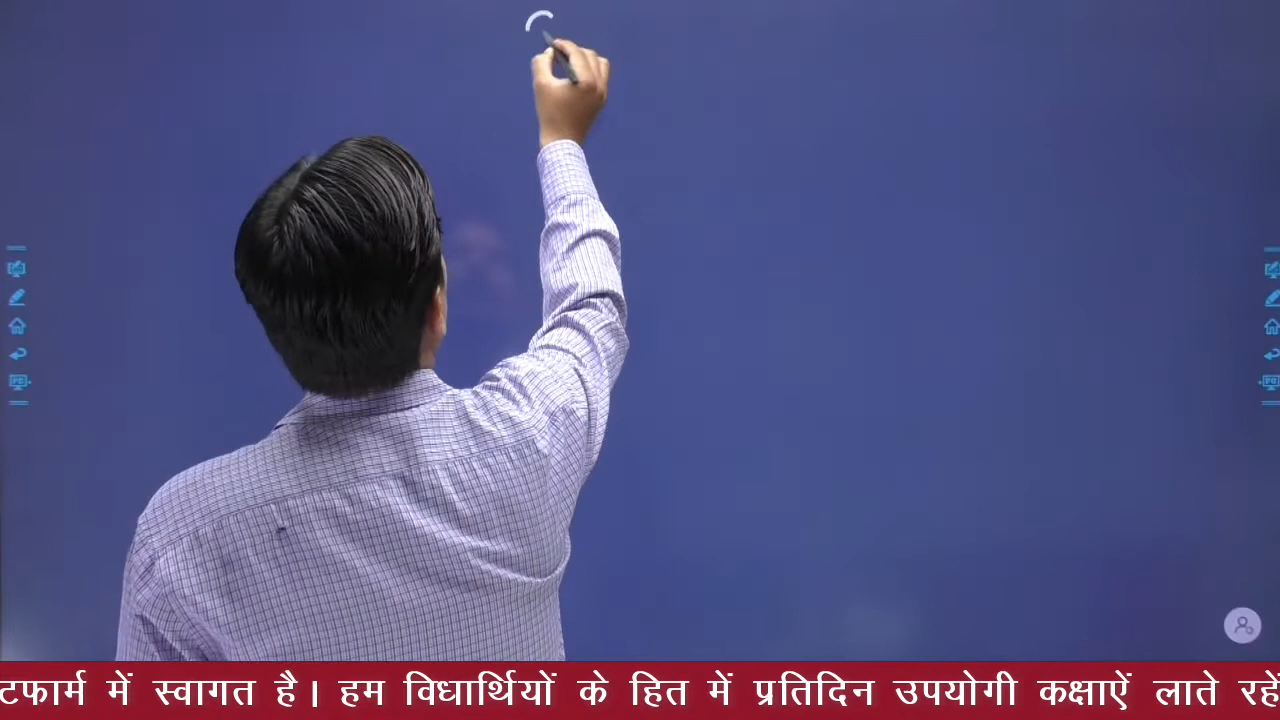 टफार्म में स्वागत है। हम विधार्थियों के हित में प्रतिदिन उपयोगी कक्षाऐं लाते रहें